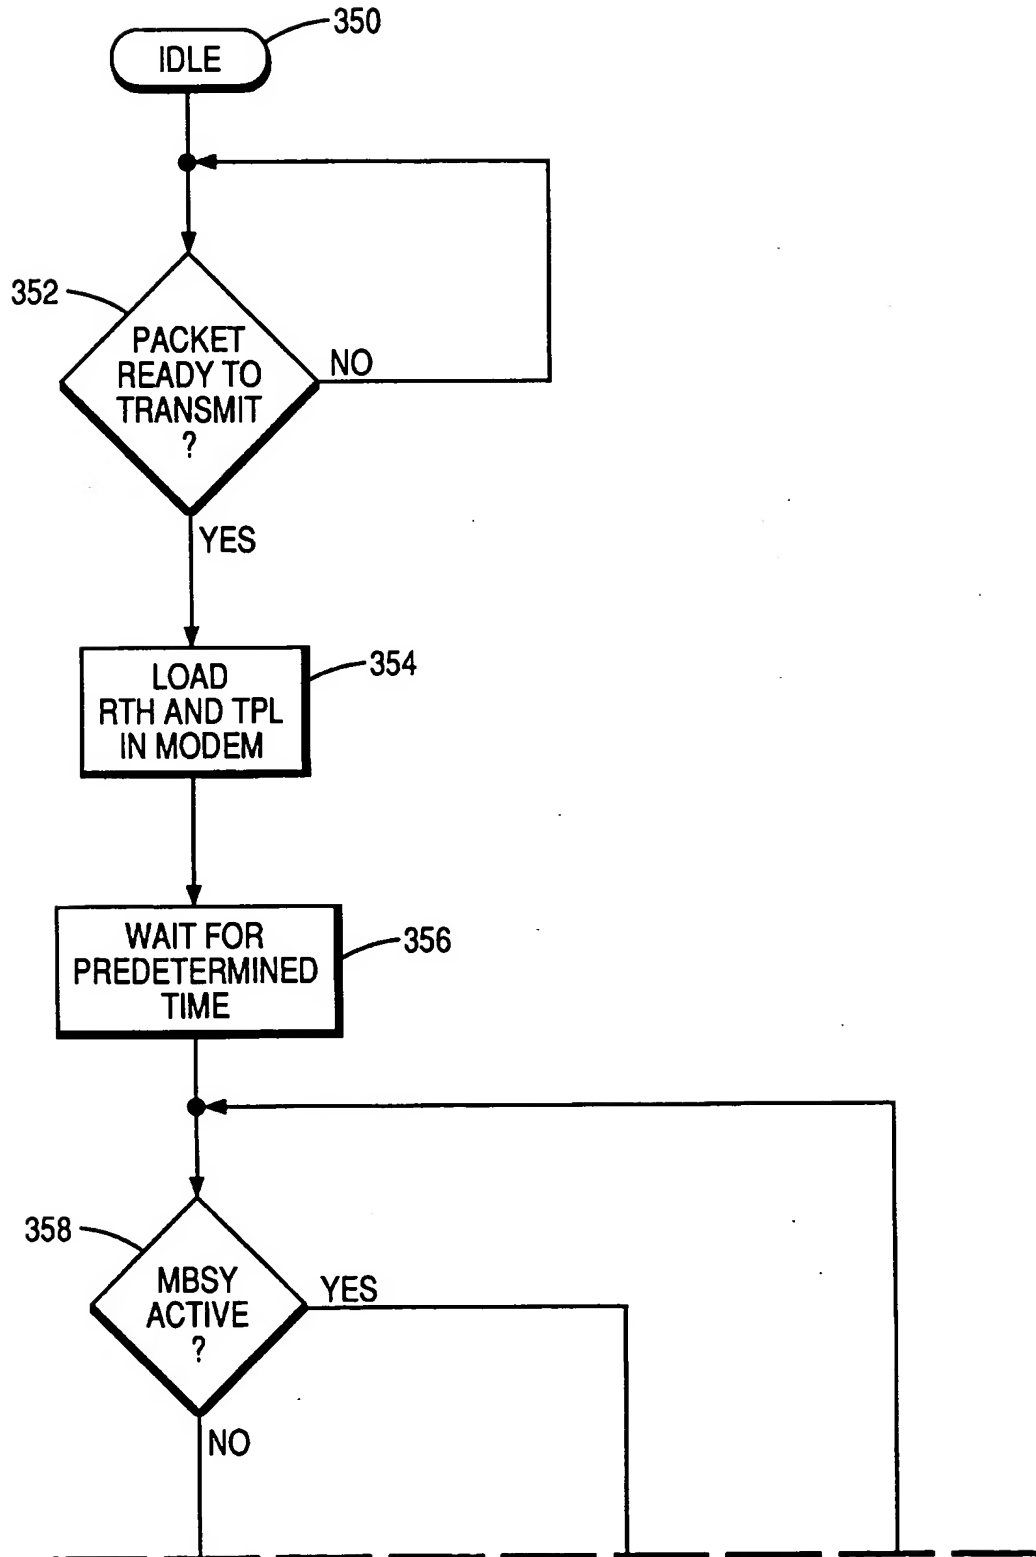 350
IDLE
352
PACKET
READY TO
TRANSMIT
?
NO
YES
354
LOAD
RTH AND TPL
IN MODEM
356
WAIT FOR
PREDETERMINED
TIME
358
MBSY
ACTIVE
?
YES
NO